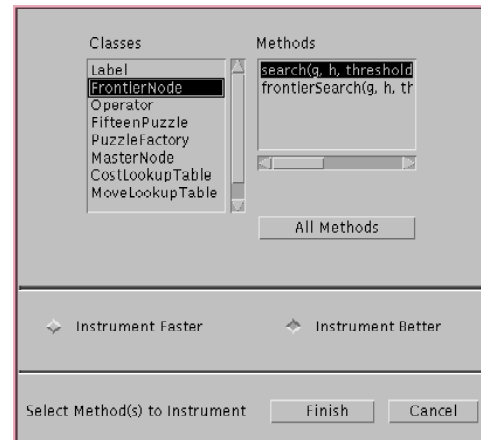 Classes
Methods
Label
FrontierNode
Operator
FifteenPuzzle
PuzzleFactory
MasterNode
CostLookupTable
MoveLookupTable
search(g, h, threshold
frontierSearch(g, h, th
All Methods
Instrument Faster
Instrument Better
Select Method(s) to Instrument
Finish
Cancel